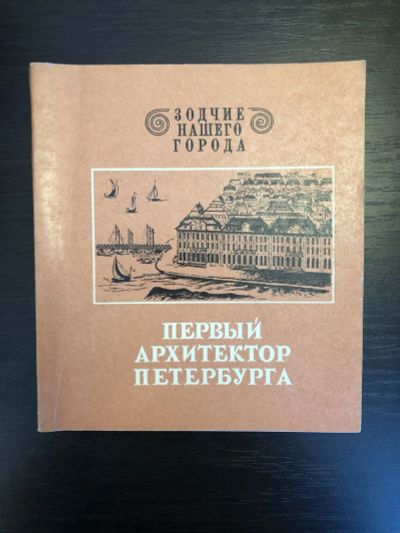 ЗОДЧИЕ
НАШЕГО
ГОРОДА
ПЕРВЫЙ
АРХИТЕКТОР
ПЕТЕРБУРГА